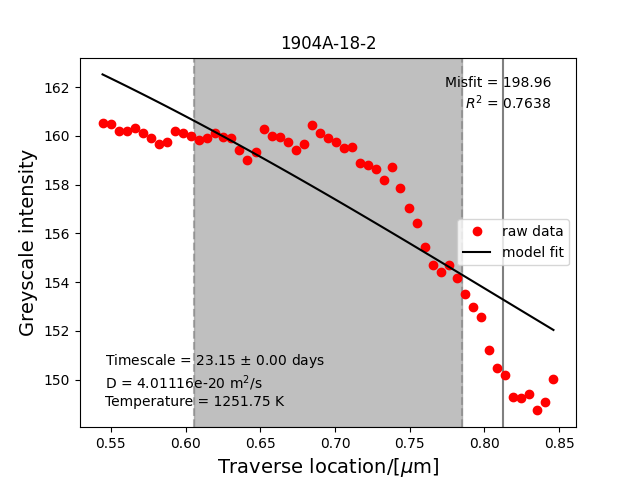 1904A-18-2
Misfit = 198.96
R² = 0.7638
raw data
model fit
Timescale = 23.15 ± 0.00 days
D = 4.01116e-20 m²/s
Temperature = 1251.75 K
Greyscale intensity
162
160
158
156
154
152
150
0.55 0.60 0.65 0.70 0.75 0.80 0.85
Traverse location/[μm]